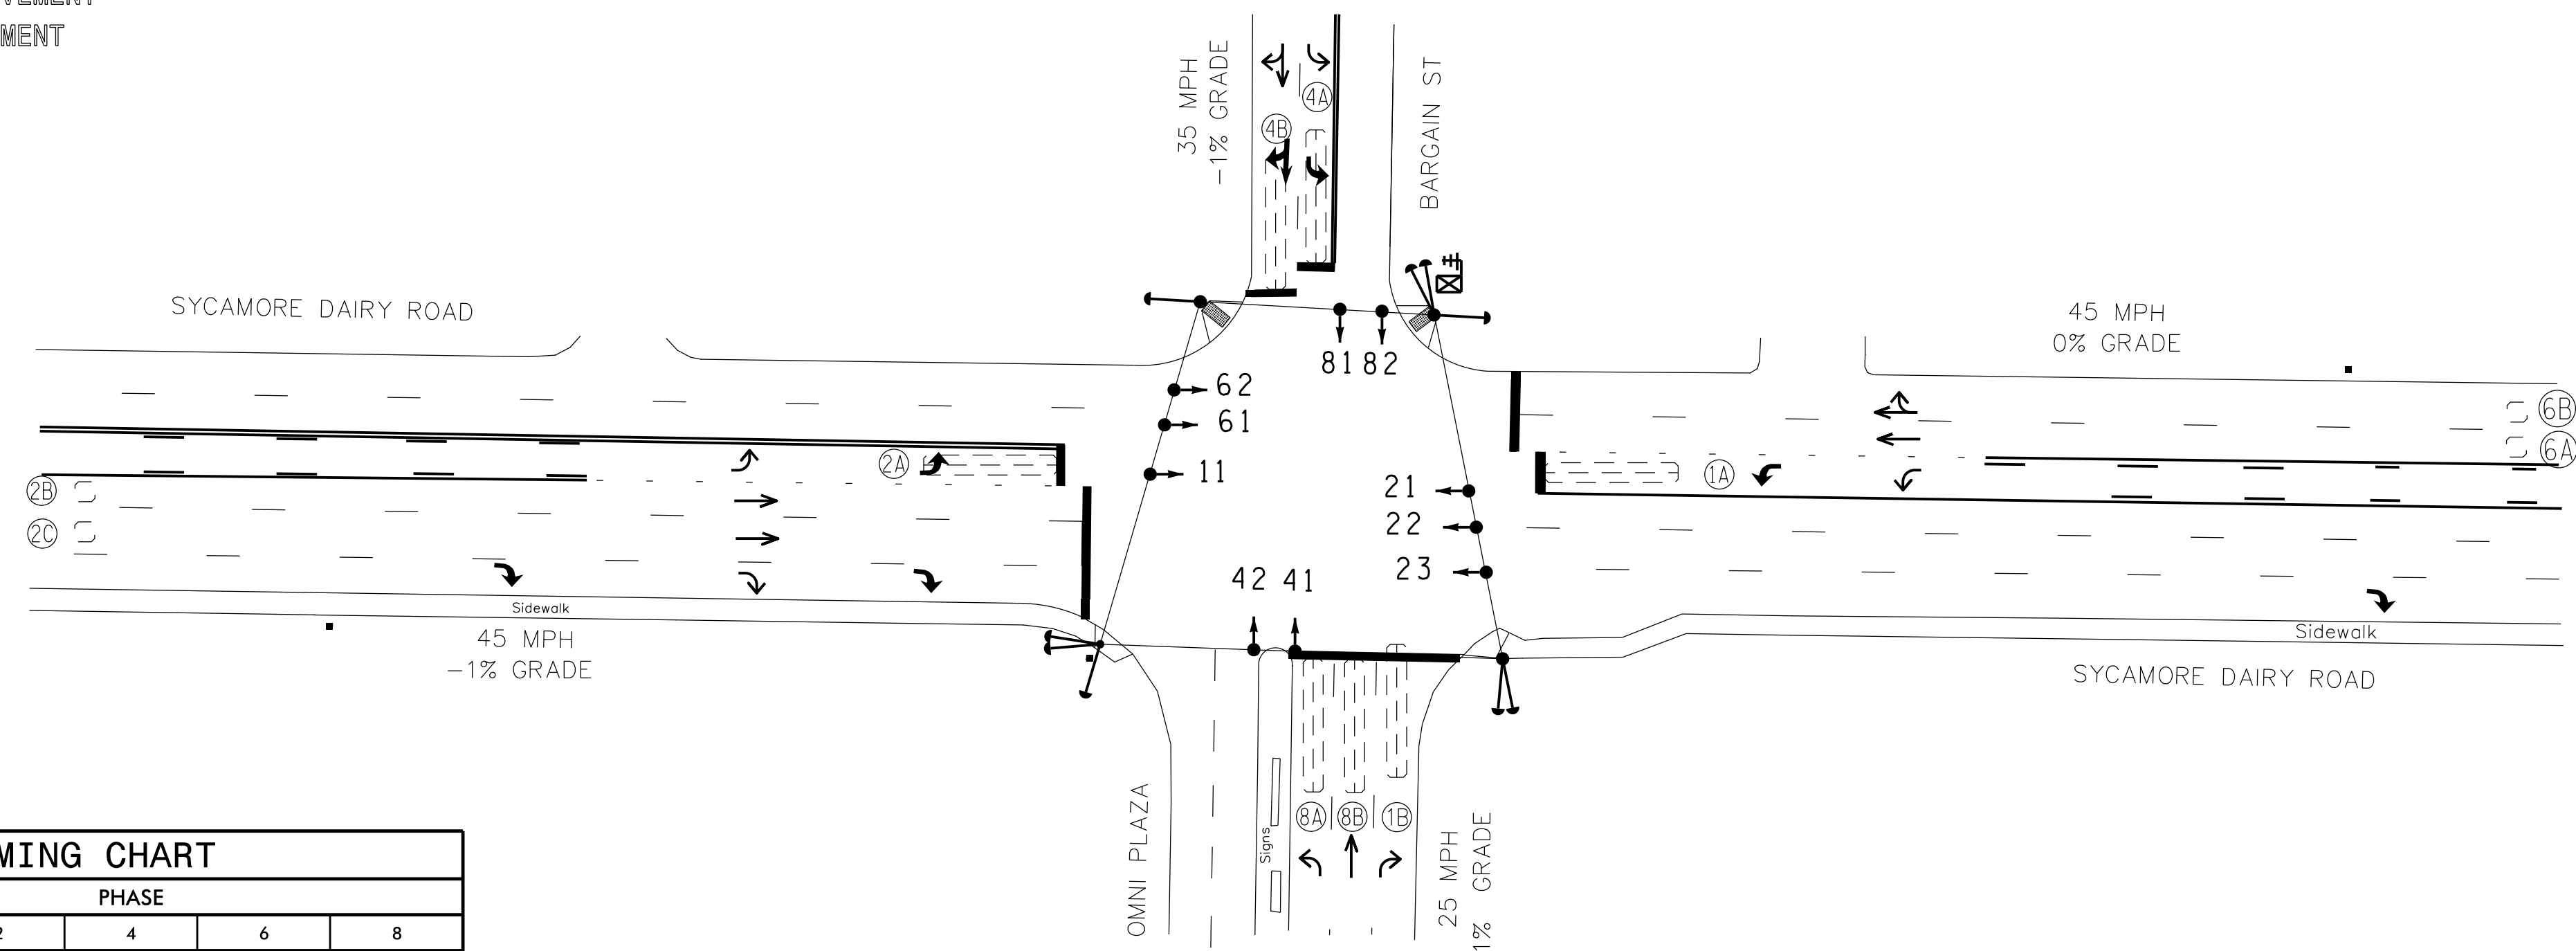 MENT
35 MPH
-1% GRADE
4A
4B
BARGAIN ST
SYCAMORE DAIRY ROAD
45 MPH
0% GRADE
81 82
62
61
11
6B
6A
2A
1A
2B
2C
21
22
23
42 41
Sidewalk
45 MPH
-1% GRADE
Sidewalk
SYCAMORE DAIRY ROAD
OMNI PLAZA
Signs
8A
8B
1B
25 MPH
1% GRADE
MING CHART
PHASE
2
4
6
8